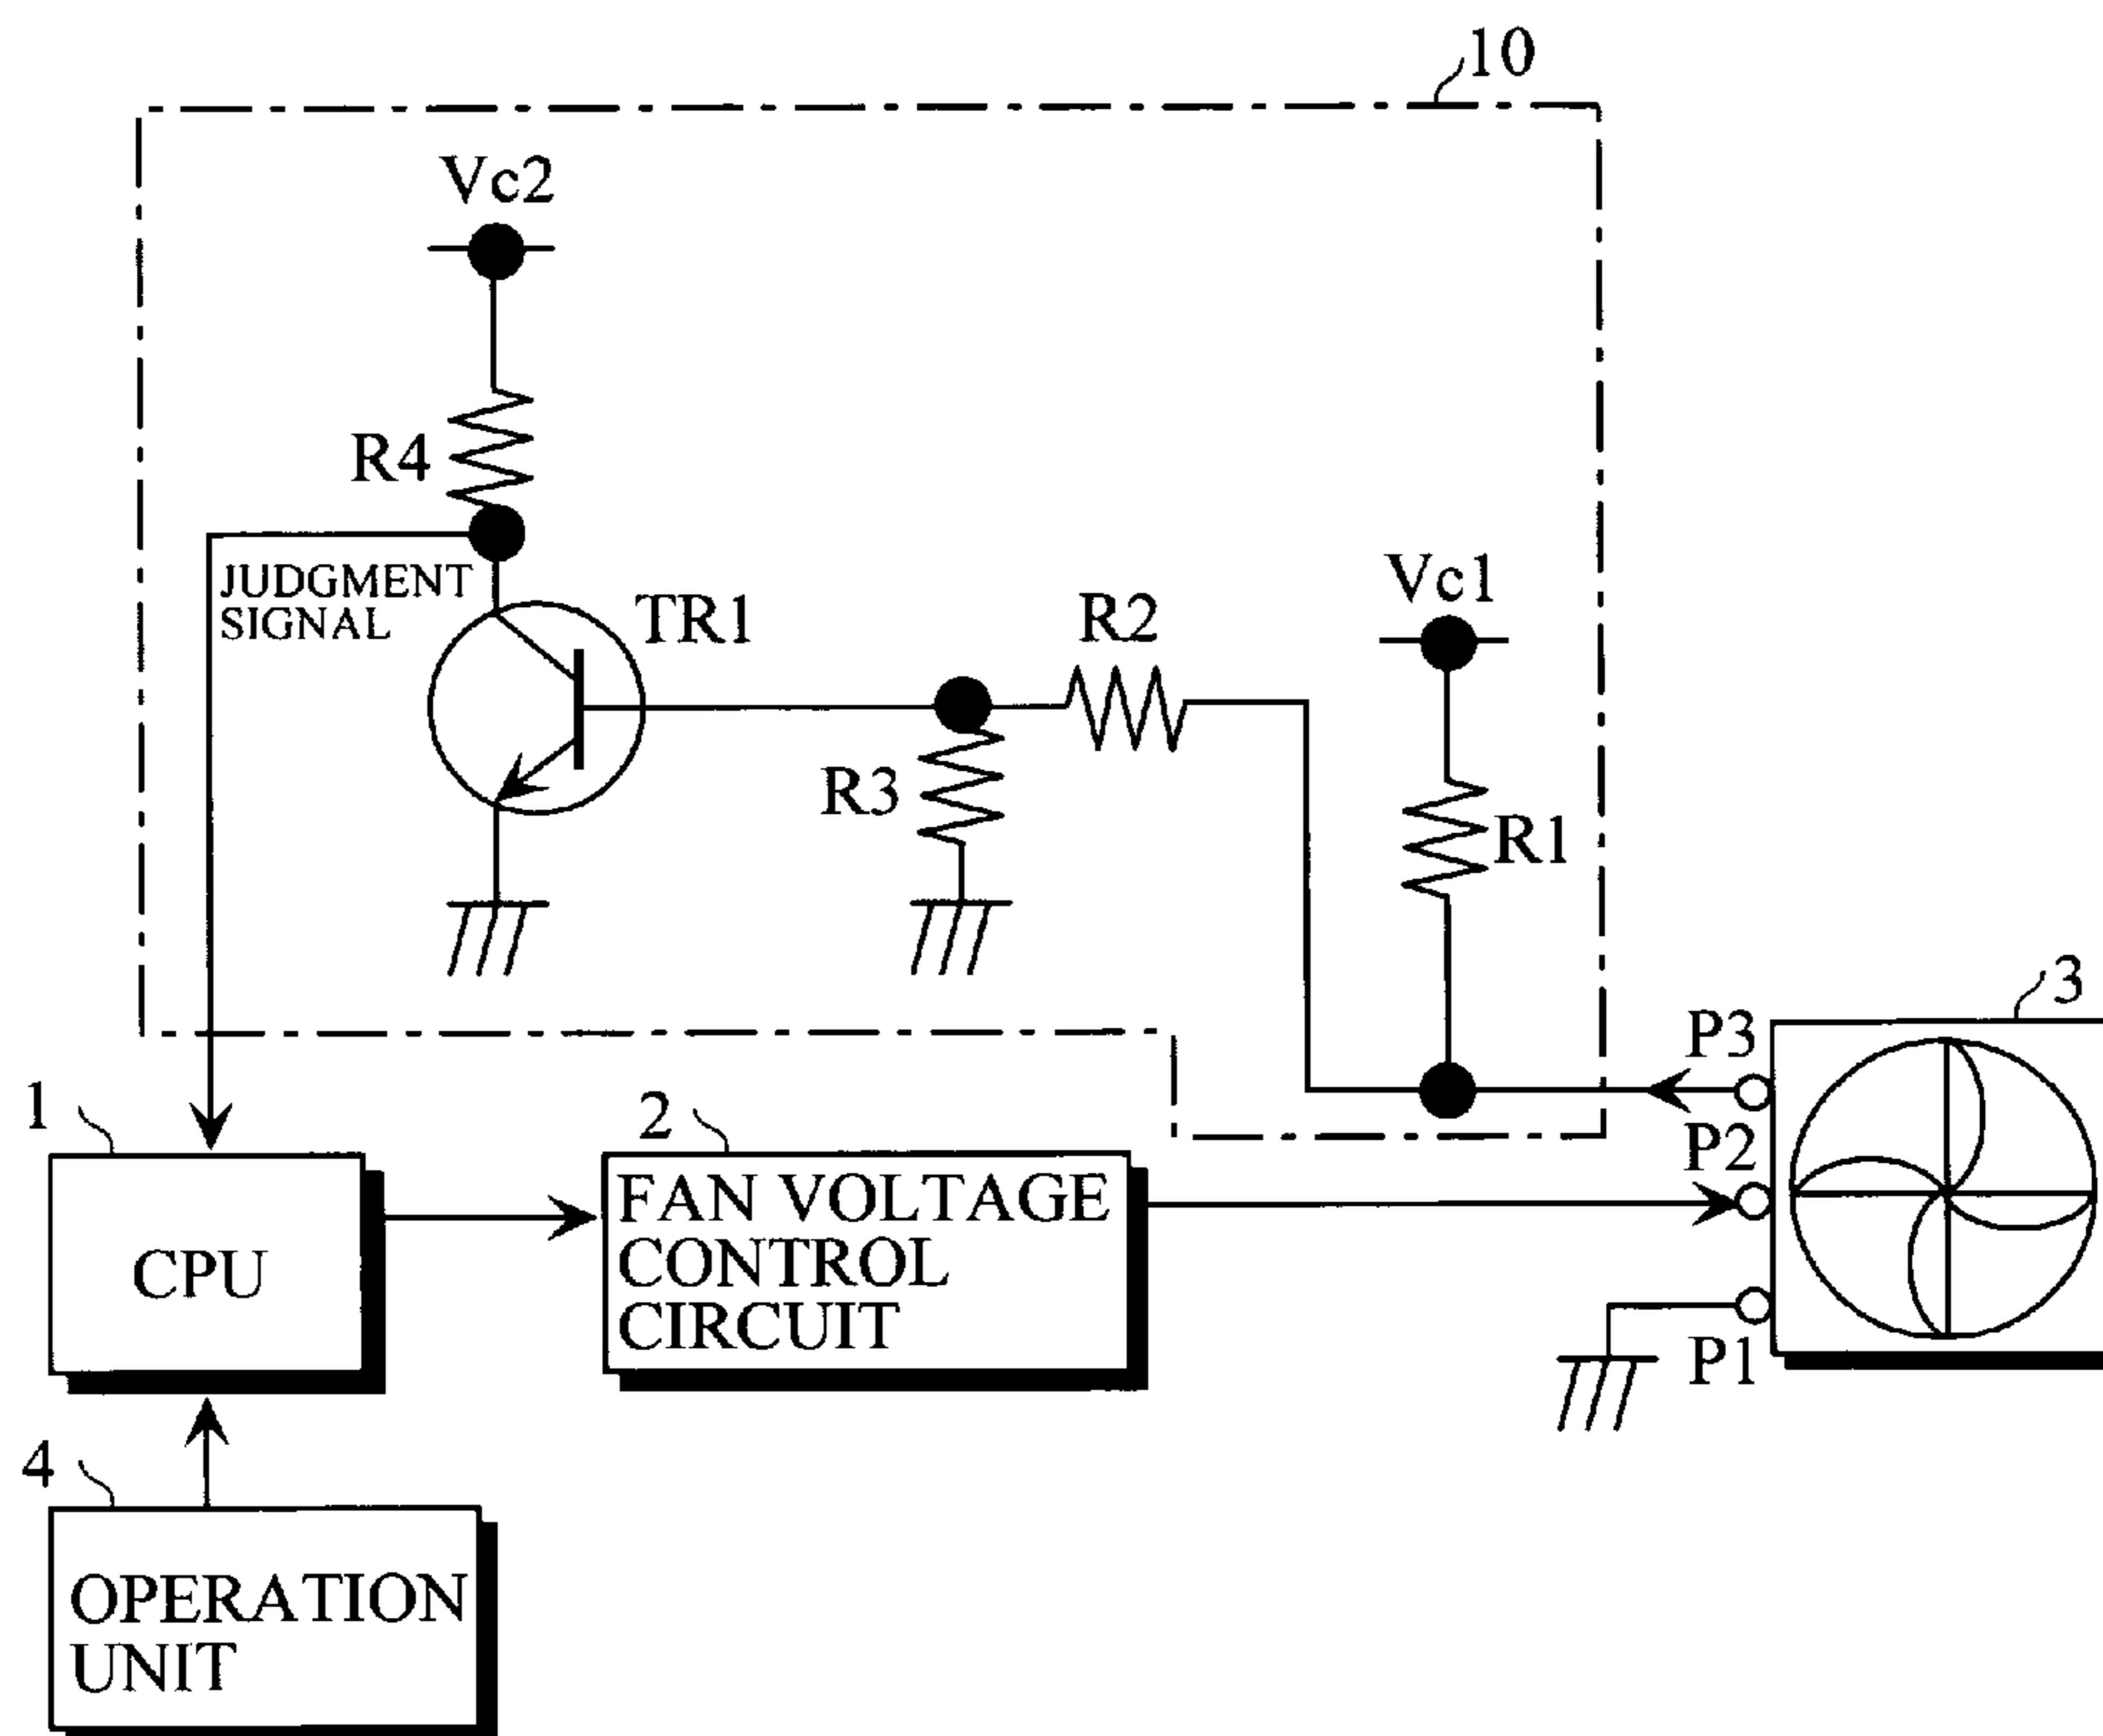 10
Vc2
R4
JUDGMENT
SIGNAL
TR1
R2
Vc1
R3
R1
3
P3
1
2
P2
FAN VOLTAGE
CONTROL
CIRCUIT
CPU
P1
4
OPERATION
UNIT